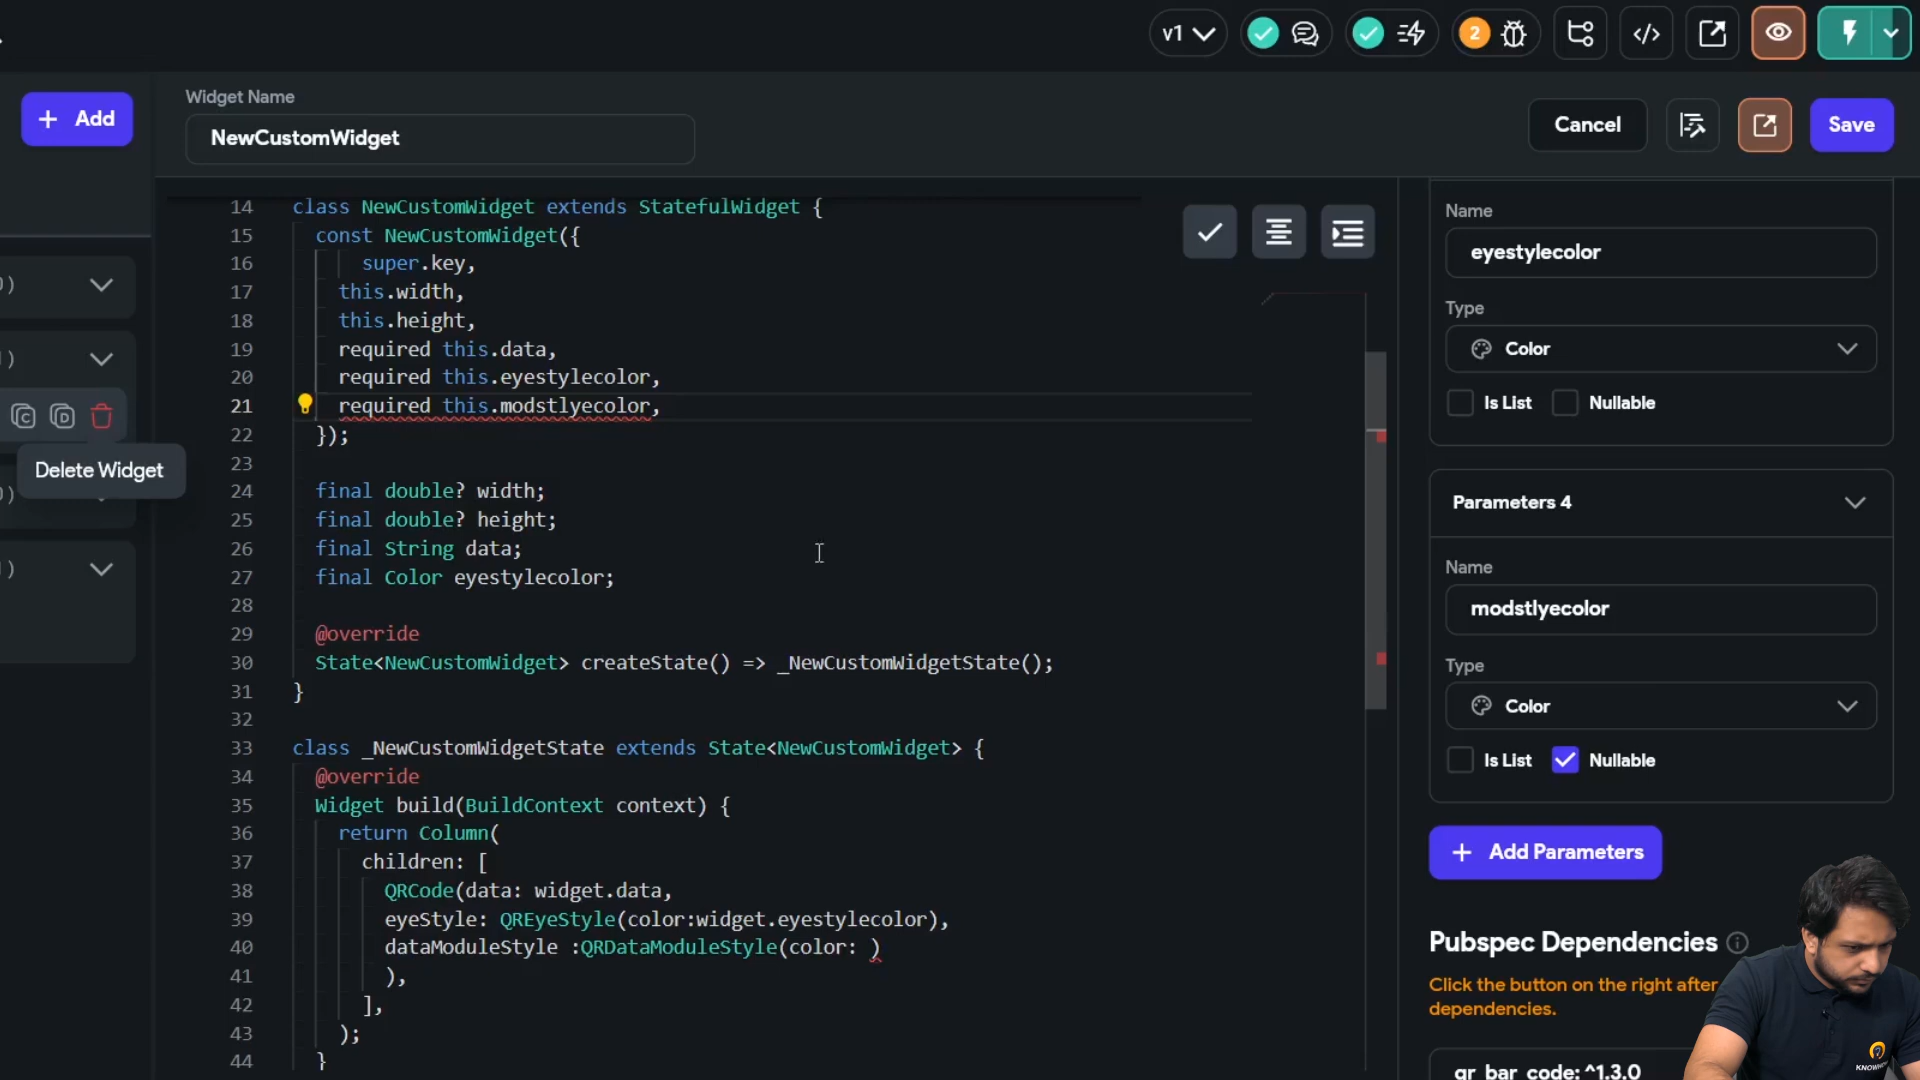 v1
2
+ Add
Widget Name
NewCustomWidget
Cancel
Save
14 class NewCustomWidget extends StatefulWidget {
15 const NewCustomWidget({
16 super.key,
17 this.width,
18 this.height,
19 required this.data,
20 required this.eyestylecolor,
21 required this.modstlyecolor,
22 });
23
24 final double? width;
25 final double? height;
26 final String data;
27 final Color eyestylecolor;
28
29 @override
30 State<NewCustomWidget> createState() => _NewCustomWidgetState();
31 }
32
33 class _NewCustomWidgetState extends State<NewCustomWidget> {
34 @override
35 Widget build(BuildContext context) {
36 return Column(
37 children: [
38 QRCode(data: widget.data,
39 eyeStyle: QREyeStyle(color:widget.eyestylecolor),
40 dataModuleStyle :QRDataModuleStyle(color: )
41 ),
42 ],
43 );
44 }
Delete Widget
Name
eyestylecolor
Type
Color
Is List Nullable
Parameters 4
Name
modstlyecolor
Type
Color
Is List Nullable
+ Add Parameters
Pubspec Dependencies
Click the button on the right after
dependencies.
qr_bar_code: ^1.3.0